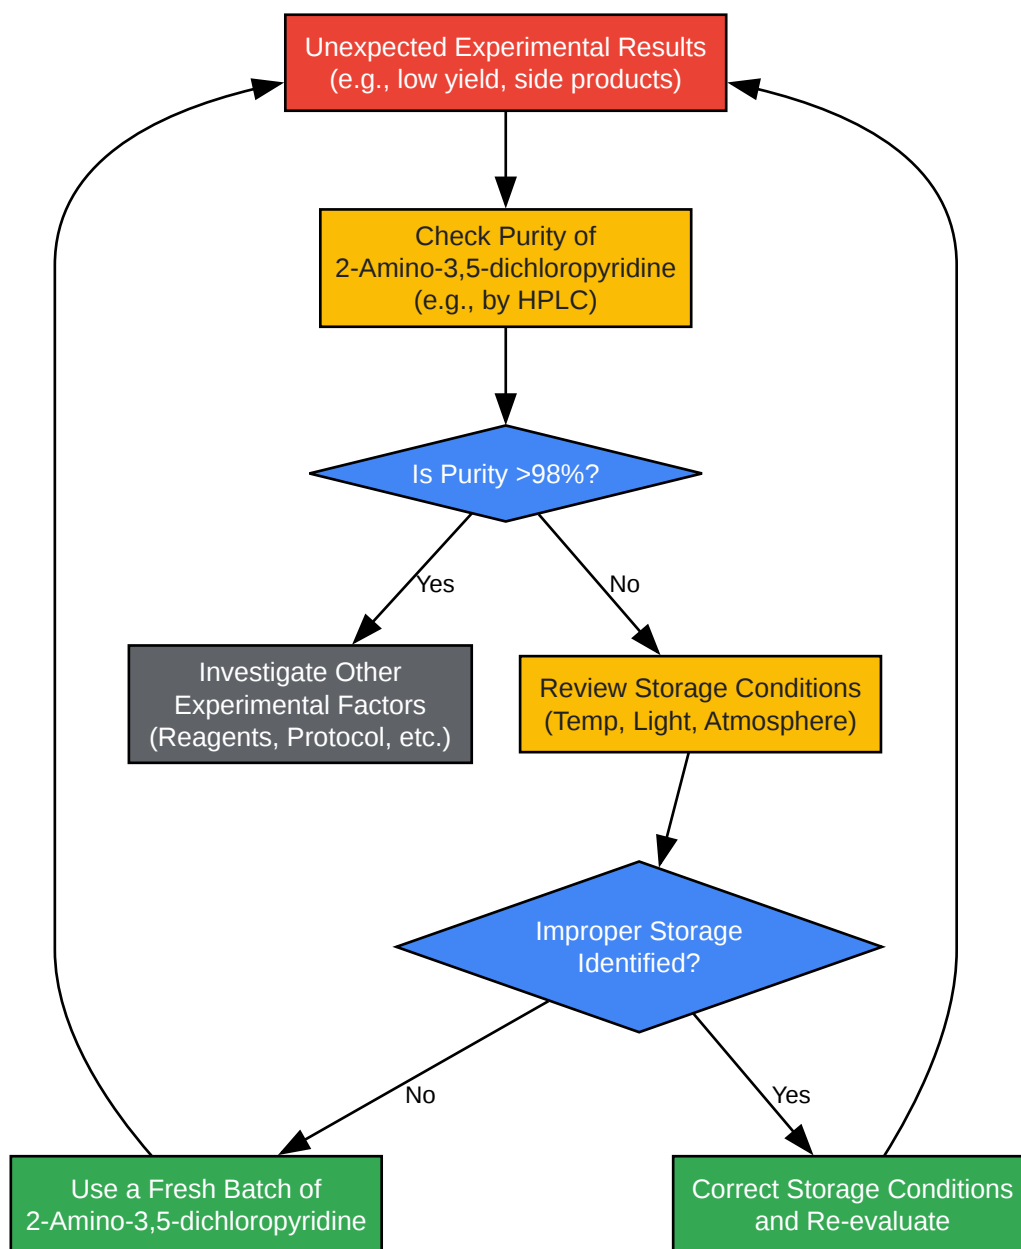 Unexpected Experimental Results
(e.g., low yield, side products)
Check Purity of
2-Amino-3,5-dichloropyridine
(e.g., by HPLC)
Is Purity >98%?
Yes
No
Investigate Other
Experimental Factors
(Reagents, Protocol, etc.)
Review Storage Conditions
(Temp, Light, Atmosphere)
Improper Storage
Identified?
No
Yes
Use a Fresh Batch of
2-Amino-3,5-dichloropyridine
Correct Storage Conditions
and Re-evaluate